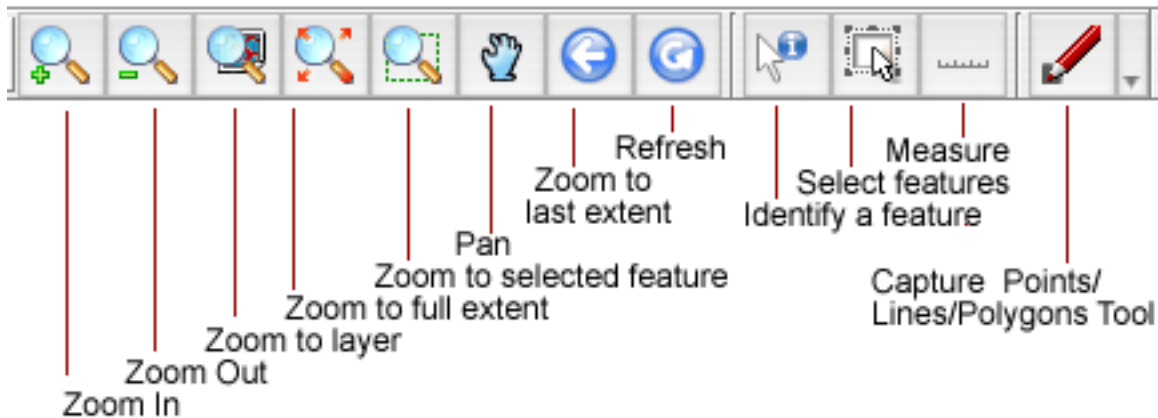 Refresh
Measure
Zoom to
last extent
Select features
Identify a feature
Pan
Zoom to selected feature
Capture Points/
Lines/Polygons Tool
Zoom to full extent
Zoom to layer
Zoom Out
Zoom In